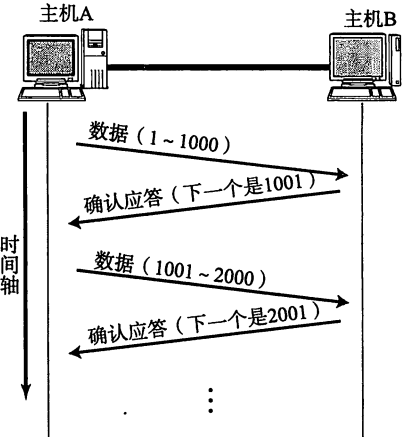 主机A
主机B
数据（1～1000）
确认应答（下一个是1001）
数据（1001～2000）
确认应答（下一个是2001）
时间轴